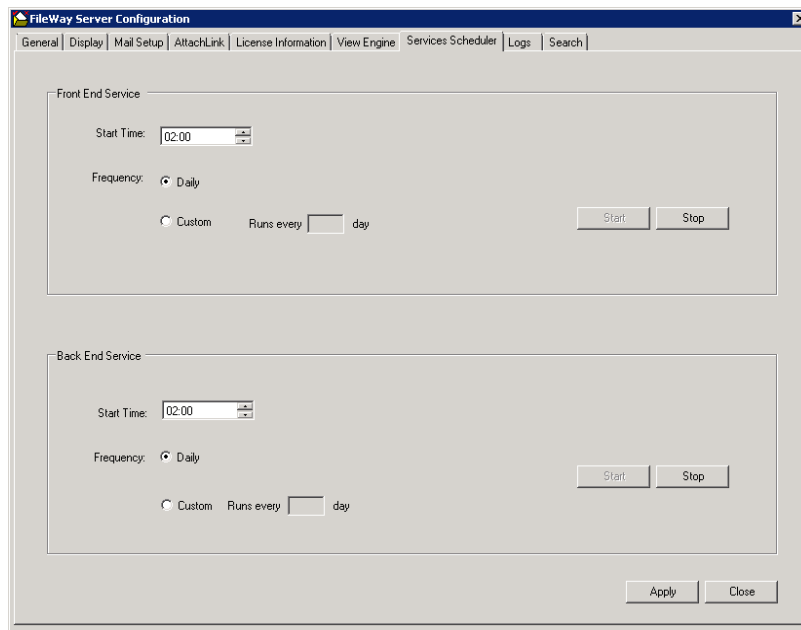 FileWay Server Configuration
General Display Mail Setup AttachLink License Information View Engine Services Scheduler Logs Search
Front End Service
Start Time: 02:00
Frequency: Daily
Custom Runs every day
Start Stop
Back End Service
Start Time: 02:00
Frequency: Daily
Start Stop
Custom Runs every day
Apply Close